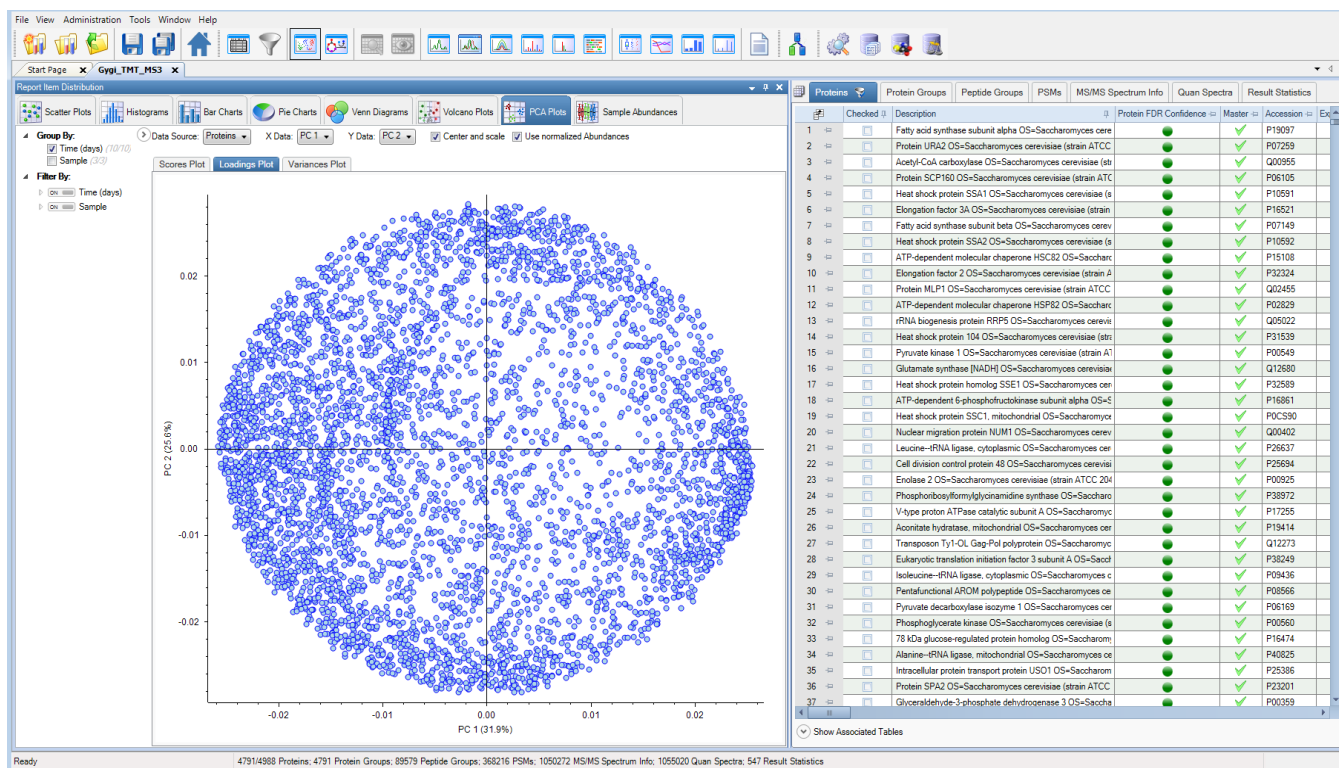 File View Administration Tools Window Help
Start Page x Gygi_TMT_MS3 x
Report Item Distribution
Scatter Plots Histograms Bar Charts Pie Charts Venn Diagrams Volcano Plots PCA Plots Sample Abundances
Group By:
Time (days) (10/10)
Sample (3/3)
Filter By:
ON Time (days)
ON Sample
Data Source: Proteins X Data: PC 1 Y Data: PC 2 Center and scale Use normalized Abundances
Scores Plot Loadings Plot Variances Plot
PC 2 (25.6%)
0.02
0.01
0.00
-0.01
-0.02
-0.02 -0.01 0.00 0.01 0.02
PC 1 (31.9%)
Proteins Protein Groups Peptide Groups PSMs MS/MS Spectrum Info Quan Spectra Result Statistics
Checked Description Protein FDR Confidence Master Accession Ex
1 Fatty acid synthase subunit alpha OS=Saccharomyces cere P19097
2 Protein URA2 OS=Saccharomyces cerevisiae (strain ATCC P07259
3 Acetyl-CoA carboxylase OS=Saccharomyces cerevisiae (str Q00955
4 Protein SCP160 OS=Saccharomyces cerevisiae (strain ATC P06105
5 Heat shock protein SSA1 OS=Saccharomyces cerevisiae (s P10591
6 Elongation factor 3A OS=Saccharomyces cerevisiae (strain P16521
7 Fatty acid synthase subunit beta OS=Saccharomyces cerev P07149
8 Heat shock protein SSA2 OS=Saccharomyces cerevisiae (s P10592
9 ATP-dependent molecular chaperone HSC82 OS=Saccharc P15108
10 Elongation factor 2 OS=Saccharomyces cerevisiae (strain A P32324
11 Protein MLP1 OS=Saccharomyces cerevisiae (strain ATCC Q02455
12 ATP-dependent molecular chaperone HSP82 OS=Saccharc P02829
13 rRNA biogenesis protein RRP5 OS=Saccharomyces cerevis Q05022
14 Heat shock protein 104 OS=Saccharomyces cerevisiae (stra P31539
15 Pyruvate kinase 1 OS=Saccharomyces cerevisiae (strain AT P00549
16 Glutamate synthase [NADH] OS=Saccharomyces cerevisiae Q12680
17 Heat shock protein homolog SSE1 OS=Saccharomyces cer P32589
18 ATP-dependent 6-phosphofructokinase subunit alpha OS=S P16861
19 Heat shock protein SSC1, mitochondrial OS=Saccharomyce P0CS90
20 Nuclear migration protein NUM1 OS=Saccharomyces cerev Q00402
21 Leucine--tRNA ligase, cytoplasmic OS=Saccharomyces cer P26637
22 Cell division control protein 48 OS=Saccharomyces cerevisi P25694
23 Enolase 2 OS=Saccharomyces cerevisiae (strain ATCC 204 P00925
24 Phosphoribosylformylglycinamidine synthase OS=Saccharo P38972
25 V-type proton ATPase catalytic subunit A OS=Saccharomyc P17255
26 Aconitate hydratase, mitochondrial OS=Saccharomyces cer P19414
27 Transposon Ty1-OL Gag-Pol polyprotein OS=Saccharomyc Q12273
28 Eukaryotic translation initiation factor 3 subunit A OS=Sacch P38249
29 Isoleucine--tRNA ligase, cytoplasmic OS=Saccharomyces c P09436
30 Pentafunctional AROM polypeptide OS=Saccharomyces ce P08566
31 Pyruvate decarboxylase isozyme 1 OS=Saccharomyces cer P06169
32 Phosphoglycerate kinase OS=Saccharomyces cerevisiae (s P00560
33 78 kDa glucose-regulated protein homolog OS=Saccharomy P16474
34 Alanine--tRNA ligase, mitochondrial OS=Saccharomyces ce P40825
35 Intracellular protein transport protein USO1 OS=Saccharom P25386
36 Protein SPA2 OS=Saccharomyces cerevisiae (strain ATCC P23201
37 Glyceraldehyde-3-phosphate dehydrogenase 3 OS=Saccha P00359
Show Associated Tables
Ready 4791/4988 Proteins; 4791 Protein Groups; 89579 Peptide Groups; 368216 PSMs; 1050272 MS/MS Spectrum Info; 1055020 Quan Spectra; 547 Result Statistics